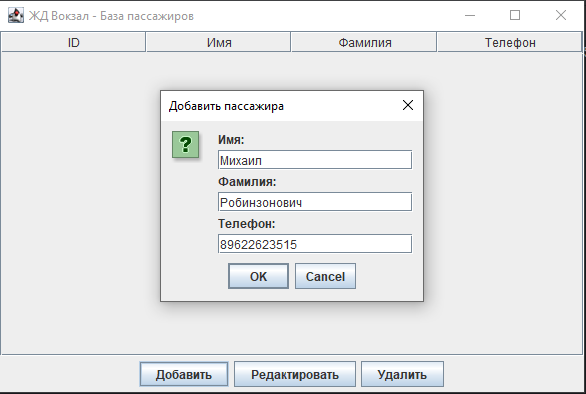 ЖД Вокзал - База пассажиров
ID Имя Фамилия Телефон
Добавить пассажира
?
Имя:
Михаил
Фамилия:
Робинзонович
Телефон:
89622623515
OK Cancel
Добавить Редактировать Удалить